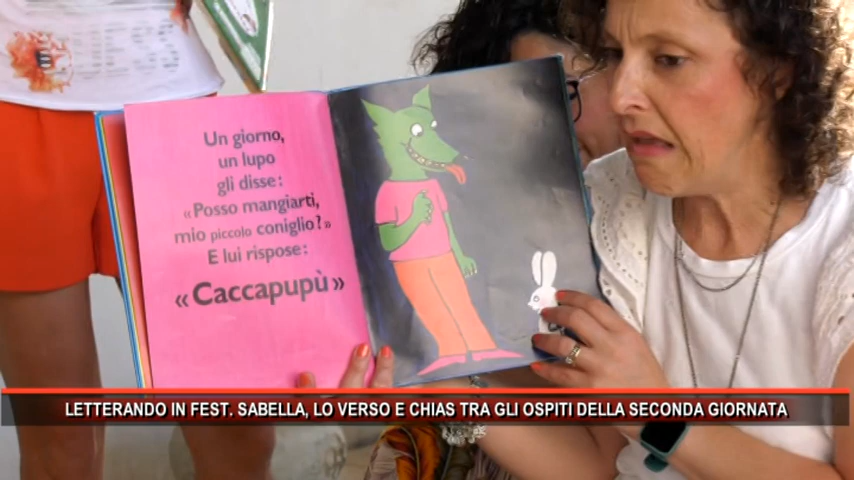 Un giorno,
un lupo
gli disse:
«Posso mangiarti,
mio piccolo coniglio?»
E lui rispose:
«Caccapupù»
LETTERANDO IN FEST. SABELLA, LO VERSO E CHIAS TRA GLI OSPITI DELLA SECONDA GIORNATA